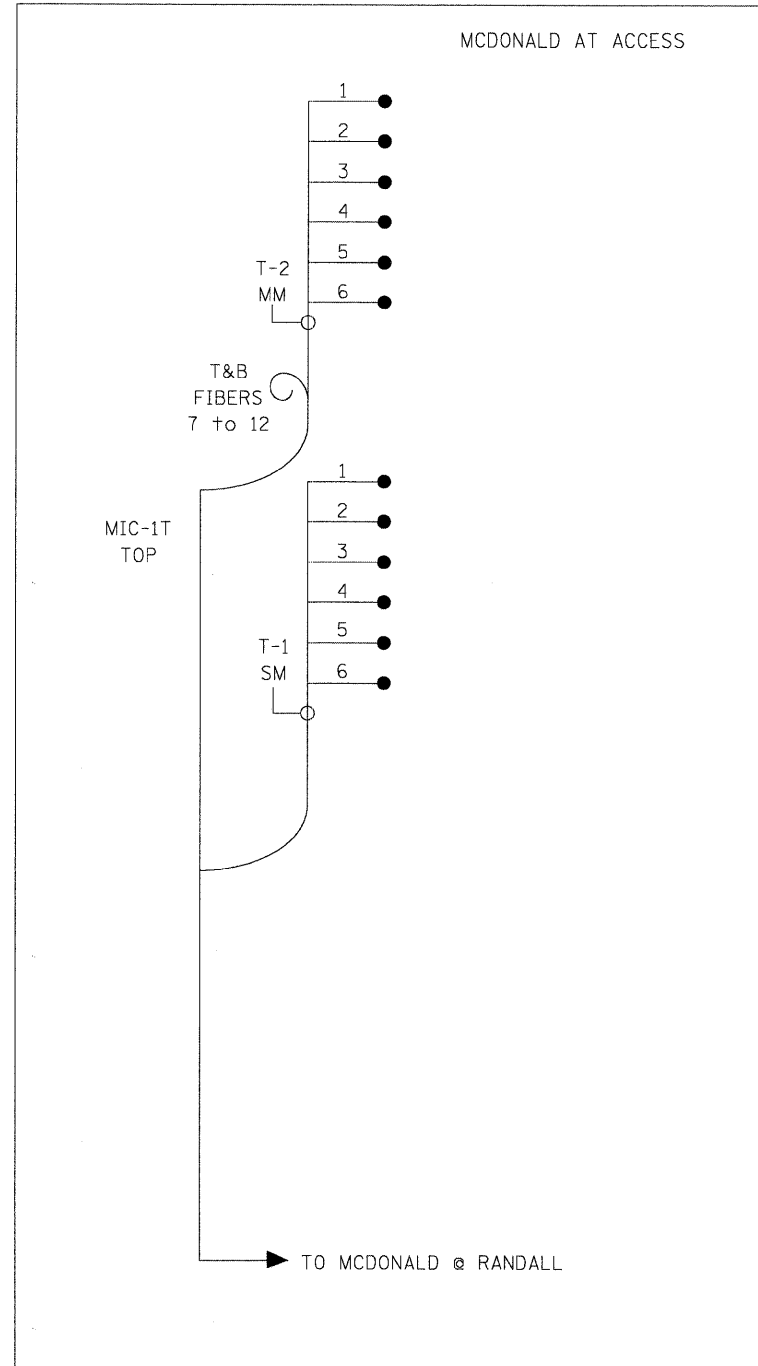 MCDONALD AT ACCESS
1
2
3
4
5
6
T-2
MM
T&B
FIBERS
7 to 12
MIC-1T
TOP
1
2
3
4
5
6
T-1
SM
TO MCDONALD @ RANDALL